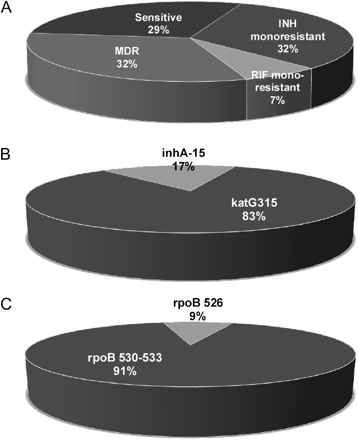 A
Sensitive
29%
INH
monoresistant
32%
MDR
32%
RIF mono-
resistant
7%
B
inhA-15
17%
katG315
83%
C
rpoB 526
9%
rpoB 530-533
91%